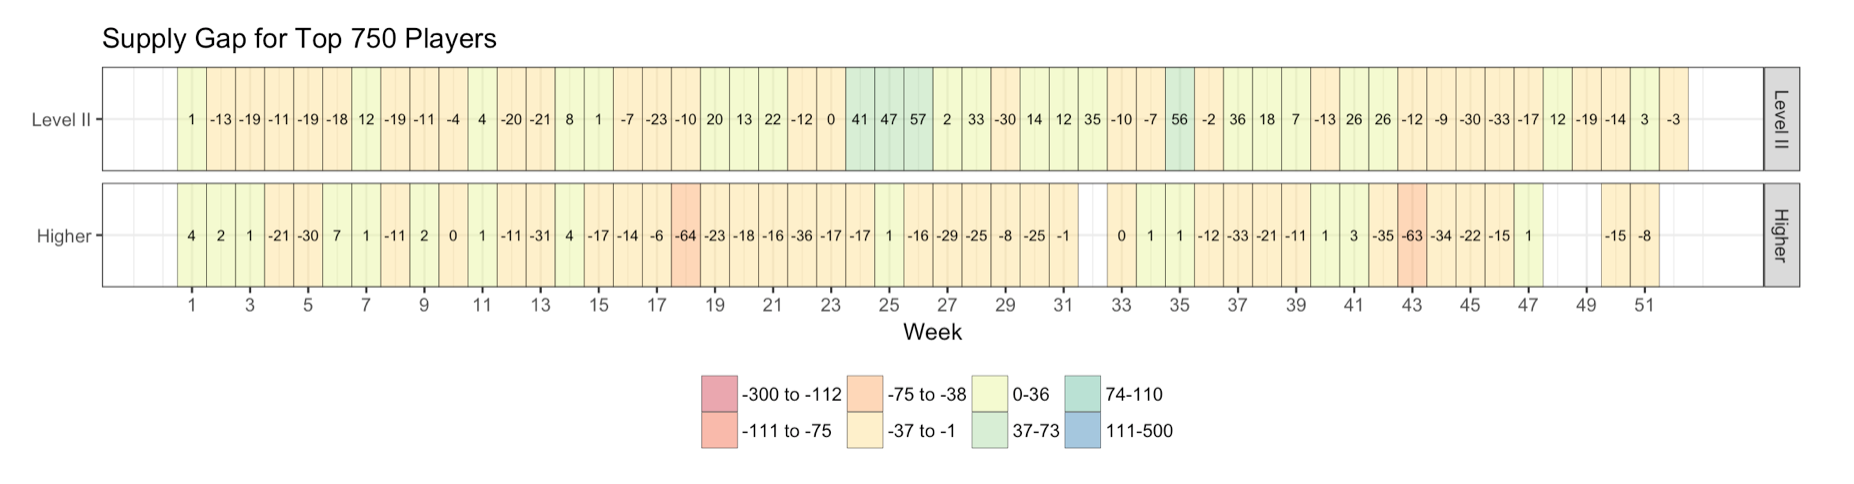 Supply Gap for Top 750 Players
Level II 1 -13 -19 -11 -19 -18 12 -19 -11 -4 4 -20 -21 8 1 -7 -23 -10 20 13 22 -12 0 41 47 57 2 33 -30 14 12 35 -10 -7 56 -2 36 18 7 -13 26 26 -12 -9 -30 -33 -17 12 -19 -14 3 -3 Level II
Higher 4 2 1 -21 -30 7 1 -11 2 0 1 -11 -31 4 -17 -14 -6 -64 -23 -18 -16 -36 -17 -17 1 -16 -29 -25 -8 -25 -1 0 1 1 -12 -33 -21 -11 1 3 -35 -63 -34 -22 -15 1 -15 -8 Higher
1 3 5 7 9 11 13 15 17 19 21 23 25 27 29 31 33 35 37 39 41 43 45 47 49 51
Week
-300 to -112 -75 to -38 0-36 74-110
-111 to -75 -37 to -1 37-73 111-500